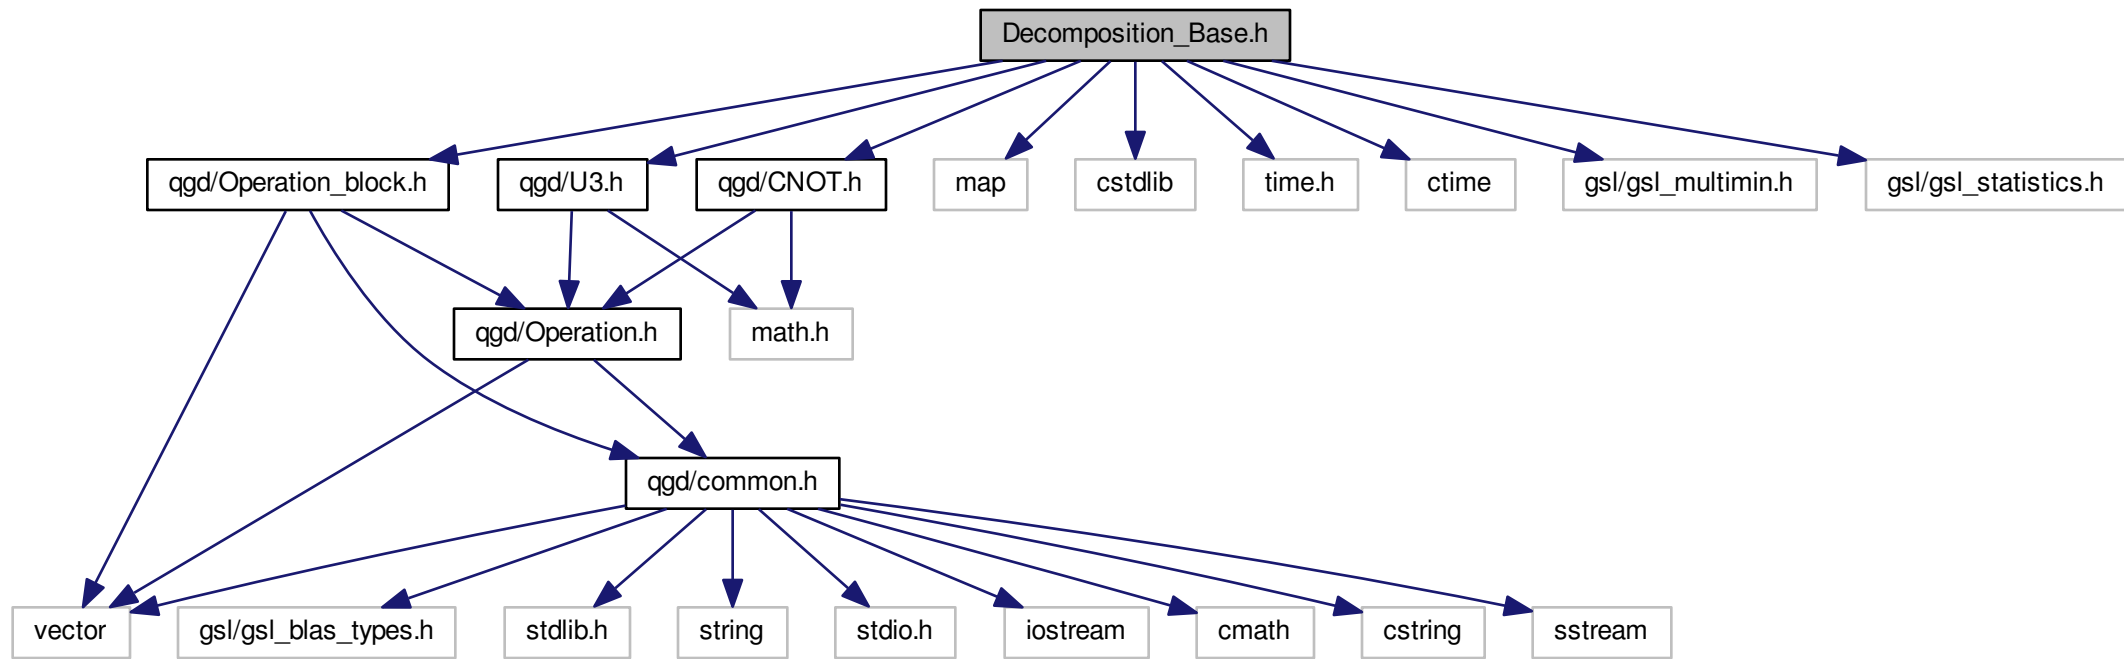 Decomposition_Base.h
qgd/Operation_block.h
qgd/U3.h
qgd/CNOT.h
map
cstdlib
time.h
ctime
gsl/gsl_multimin.h
gsl/gsl_statistics.h
qgd/Operation.h
math.h
qgd/common.h
vector
gsl/gsl_blas_types.h
stdlib.h
string
stdio.h
iostream
cmath
cstring
sstream